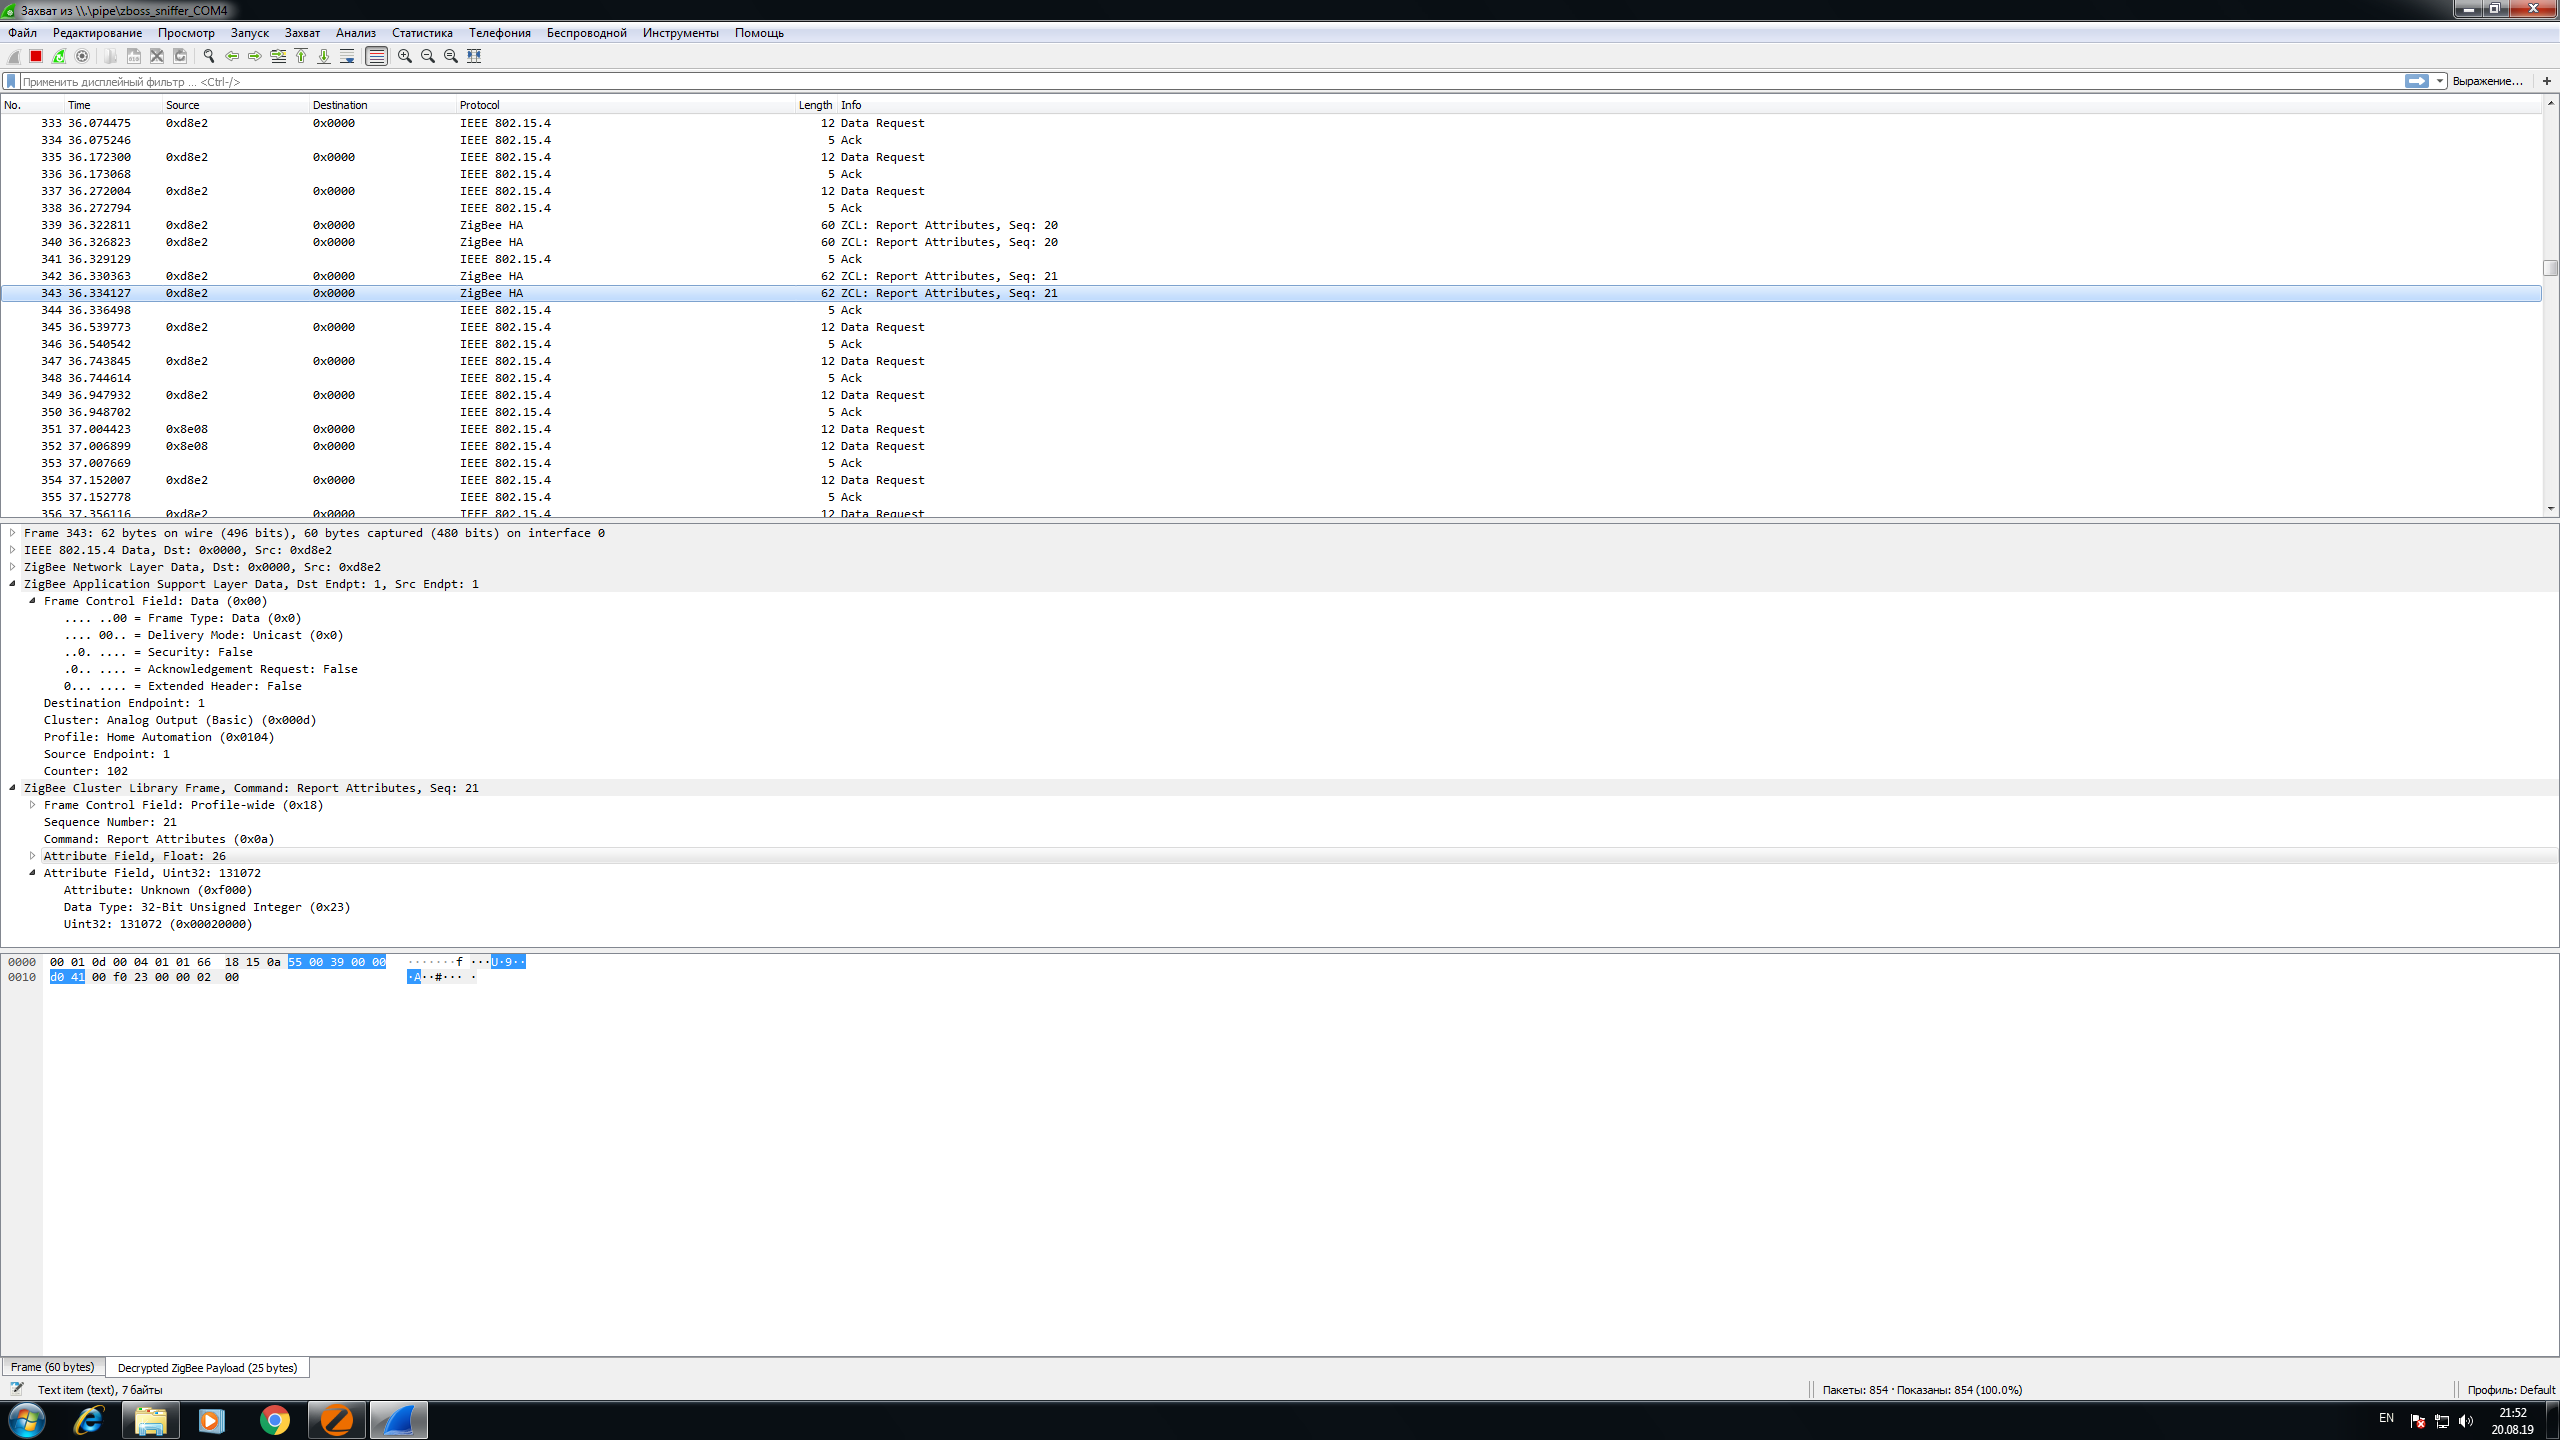 Захват из \\.\pipe\zboss_sniffer_COM4
Файл Редактирование Просмотр Запуск Захват Анализ Статистика Телефония Беспроводной Инструменты Помощь
Применить дисплейный фильтр ... <Ctrl-/> Выражение… +
No. Time Source Destination Protocol Length Info
333 36.074475 0xd8e2 0x0000 IEEE 802.15.4 12 Data Request
334 36.075246 IEEE 802.15.4 5 Ack
335 36.172300 0xd8e2 0x0000 IEEE 802.15.4 12 Data Request
336 36.173068 IEEE 802.15.4 5 Ack
337 36.272004 0xd8e2 0x0000 IEEE 802.15.4 12 Data Request
338 36.272794 IEEE 802.15.4 5 Ack
339 36.322811 0xd8e2 0x0000 ZigBee HA 60 ZCL: Report Attributes, Seq: 20
340 36.326823 0xd8e2 0x0000 ZigBee HA 60 ZCL: Report Attributes, Seq: 20
341 36.329129 IEEE 802.15.4 5 Ack
342 36.330363 0xd8e2 0x0000 ZigBee HA 62 ZCL: Report Attributes, Seq: 21
343 36.334127 0xd8e2 0x0000 ZigBee HA 62 ZCL: Report Attributes, Seq: 21
344 36.336498 IEEE 802.15.4 5 Ack
345 36.539773 0xd8e2 0x0000 IEEE 802.15.4 12 Data Request
346 36.540542 IEEE 802.15.4 5 Ack
347 36.743845 0xd8e2 0x0000 IEEE 802.15.4 12 Data Request
348 36.744614 IEEE 802.15.4 5 Ack
349 36.947932 0xd8e2 0x0000 IEEE 802.15.4 12 Data Request
350 36.948702 IEEE 802.15.4 5 Ack
351 37.004423 0x8e08 0x0000 IEEE 802.15.4 12 Data Request
352 37.006899 0x8e08 0x0000 IEEE 802.15.4 12 Data Request
353 37.007669 IEEE 802.15.4 5 Ack
354 37.152007 0xd8e2 0x0000 IEEE 802.15.4 12 Data Request
355 37.152778 IEEE 802.15.4 5 Ack
356 37.356116 0xd8e2 0x0000 IEEE 802.15.4 12 Data Request
Frame 343: 62 bytes on wire (496 bits), 60 bytes captured (480 bits) on interface 0
IEEE 802.15.4 Data, Dst: 0x0000, Src: 0xd8e2
ZigBee Network Layer Data, Dst: 0x0000, Src: 0xd8e2
ZigBee Application Support Layer Data, Dst Endpt: 1, Src Endpt: 1
Frame Control Field: Data (0x00)
.... ..00 = Frame Type: Data (0x0)
.... 00.. = Delivery Mode: Unicast (0x0)
..0. .... = Security: False
.0.. .... = Acknowledgement Request: False
0... .... = Extended Header: False
Destination Endpoint: 1
Cluster: Analog Output (Basic) (0x000d)
Profile: Home Automation (0x0104)
Source Endpoint: 1
Counter: 102
ZigBee Cluster Library Frame, Command: Report Attributes, Seq: 21
Frame Control Field: Profile-wide (0x18)
Sequence Number: 21
Command: Report Attributes (0x0a)
Attribute Field, Float: 26
Attribute Field, Uint32: 131072
Attribute: Unknown (0xf000)
Data Type: 32-Bit Unsigned Integer (0x23)
Uint32: 131072 (0x00020000)
0000 00 01 0d 00 04 01 01 66 18 15 0a 55 00 39 00 00 ·······f ···U·9··
0010 d0 41 00 f0 23 00 00 02 00 ·A··#··· ·
Frame (60 bytes) Decrypted ZigBee Payload (25 bytes)
Text item (text), 7 байты Пакеты: 854 · Показаны: 854 (100.0%) Профиль: Default
EN 21:52
20.08.19